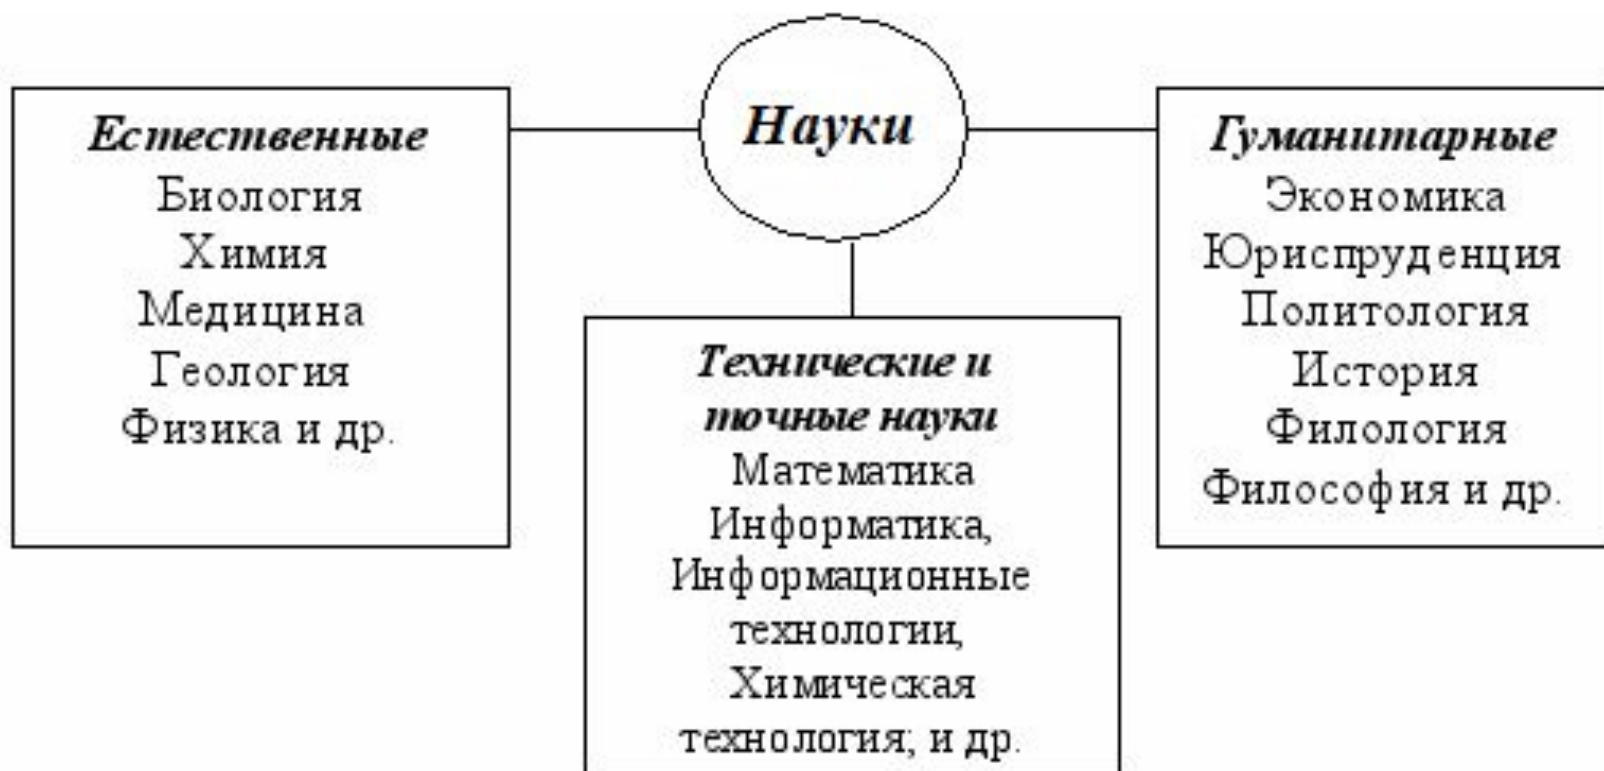 Науки
Естественные
Биология
Химия
Медицина
Геология
Физика и др.
Технические и
точные науки
Математика
Информатика,
Информационные
технологии,
Химическая
технология; и др.
Гуманитарные
Экономика
Юриспруденция
Политология
История
Филология
Философия и др.